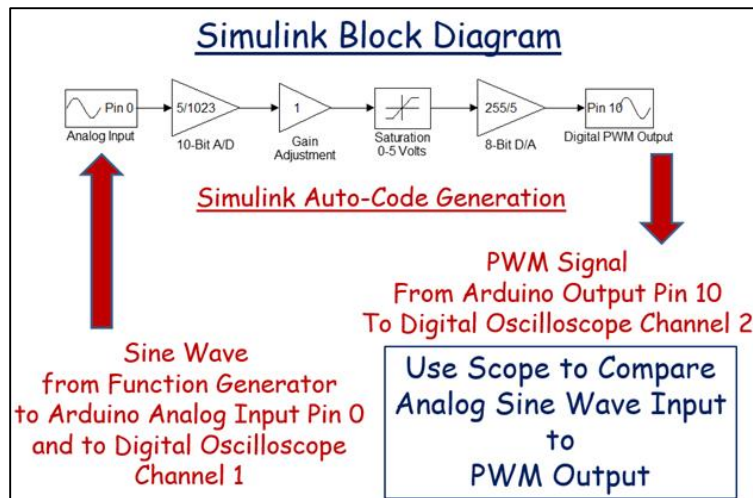 Simulink Block Diagram
Pin 0
5/1023
1
255/5
Pin 10
Analog Input
10-Bit A/D
Gain
Adjustment
Saturation
0-5 Volts
8-Bit D/A
Digital PWM Output
Simulink Auto-Code Generation
PWM Signal
From Arduino Output Pin 10
To Digital Oscilloscope Channel 2
Sine Wave
from Function Generator
to Arduino Analog Input Pin 0
and to Digital Oscilloscope
Channel 1
Use Scope to Compare
Analog Sine Wave Input
to
PWM Output